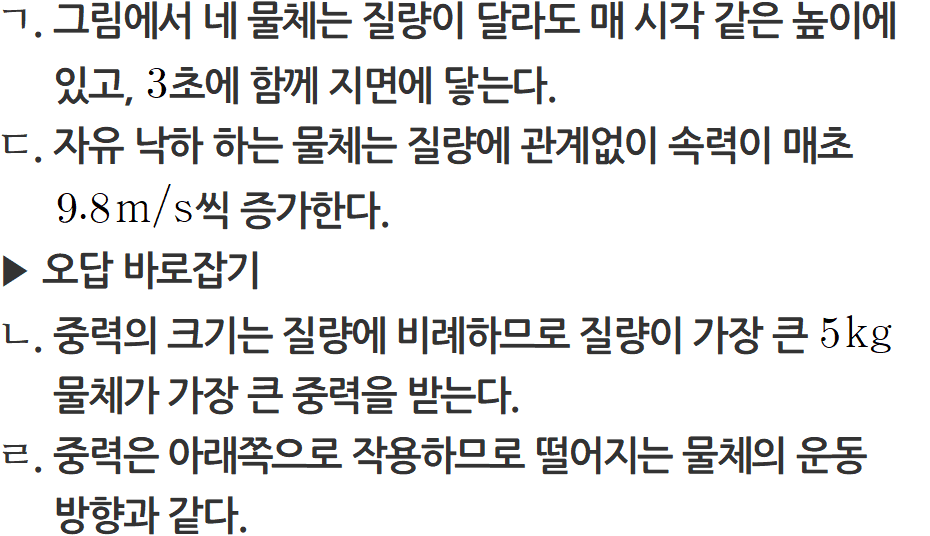 ㄱ. 그림에서 네 물체는 질량이 달라도 매 시각 같은 높이에
있고, 3초에 함께 지면에 닿는다.
ㄷ. 자유 낙하 하는 물체는 질량에 관계없이 속력이 매초
9.8m/s씩 증가한다.
▶ 오답 바로잡기
ㄴ. 중력의 크기는 질량에 비례하므로 질량이 가장 큰 5kg
물체가 가장 큰 중력을 받는다.
ㄹ. 중력은 아래쪽으로 작용하므로 떨어지는 물체의 운동
방향과 같다.